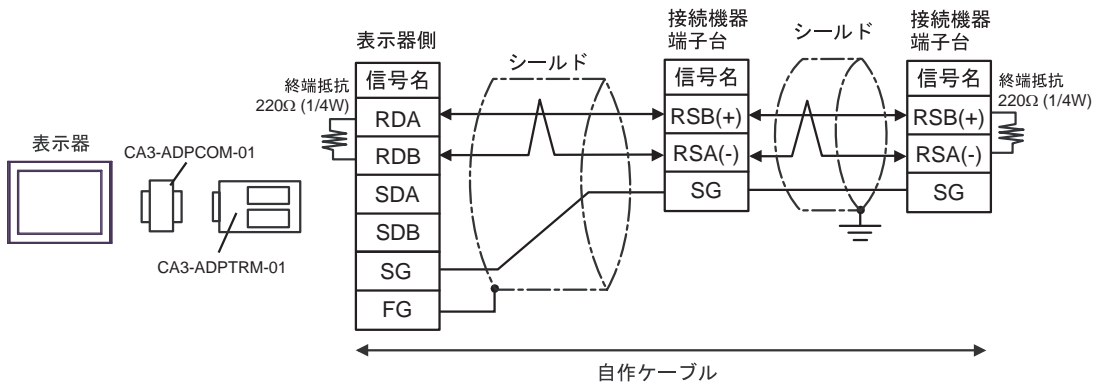 表示器
CA3-ADPCOM-01
CA3-ADPTRM-01
終端抵抗
220Ω (1/4W)
表示器側
信号名
RDA
RDB
SDA
SDB
SG
FG
シールド
接続機器
端子台
信号名
RSB(+)
RSA(-)
SG
シールド
接続機器
端子台
信号名
RSB(+)
RSA(-)
SG
終端抵抗
220Ω (1/4W)
自作ケーブル